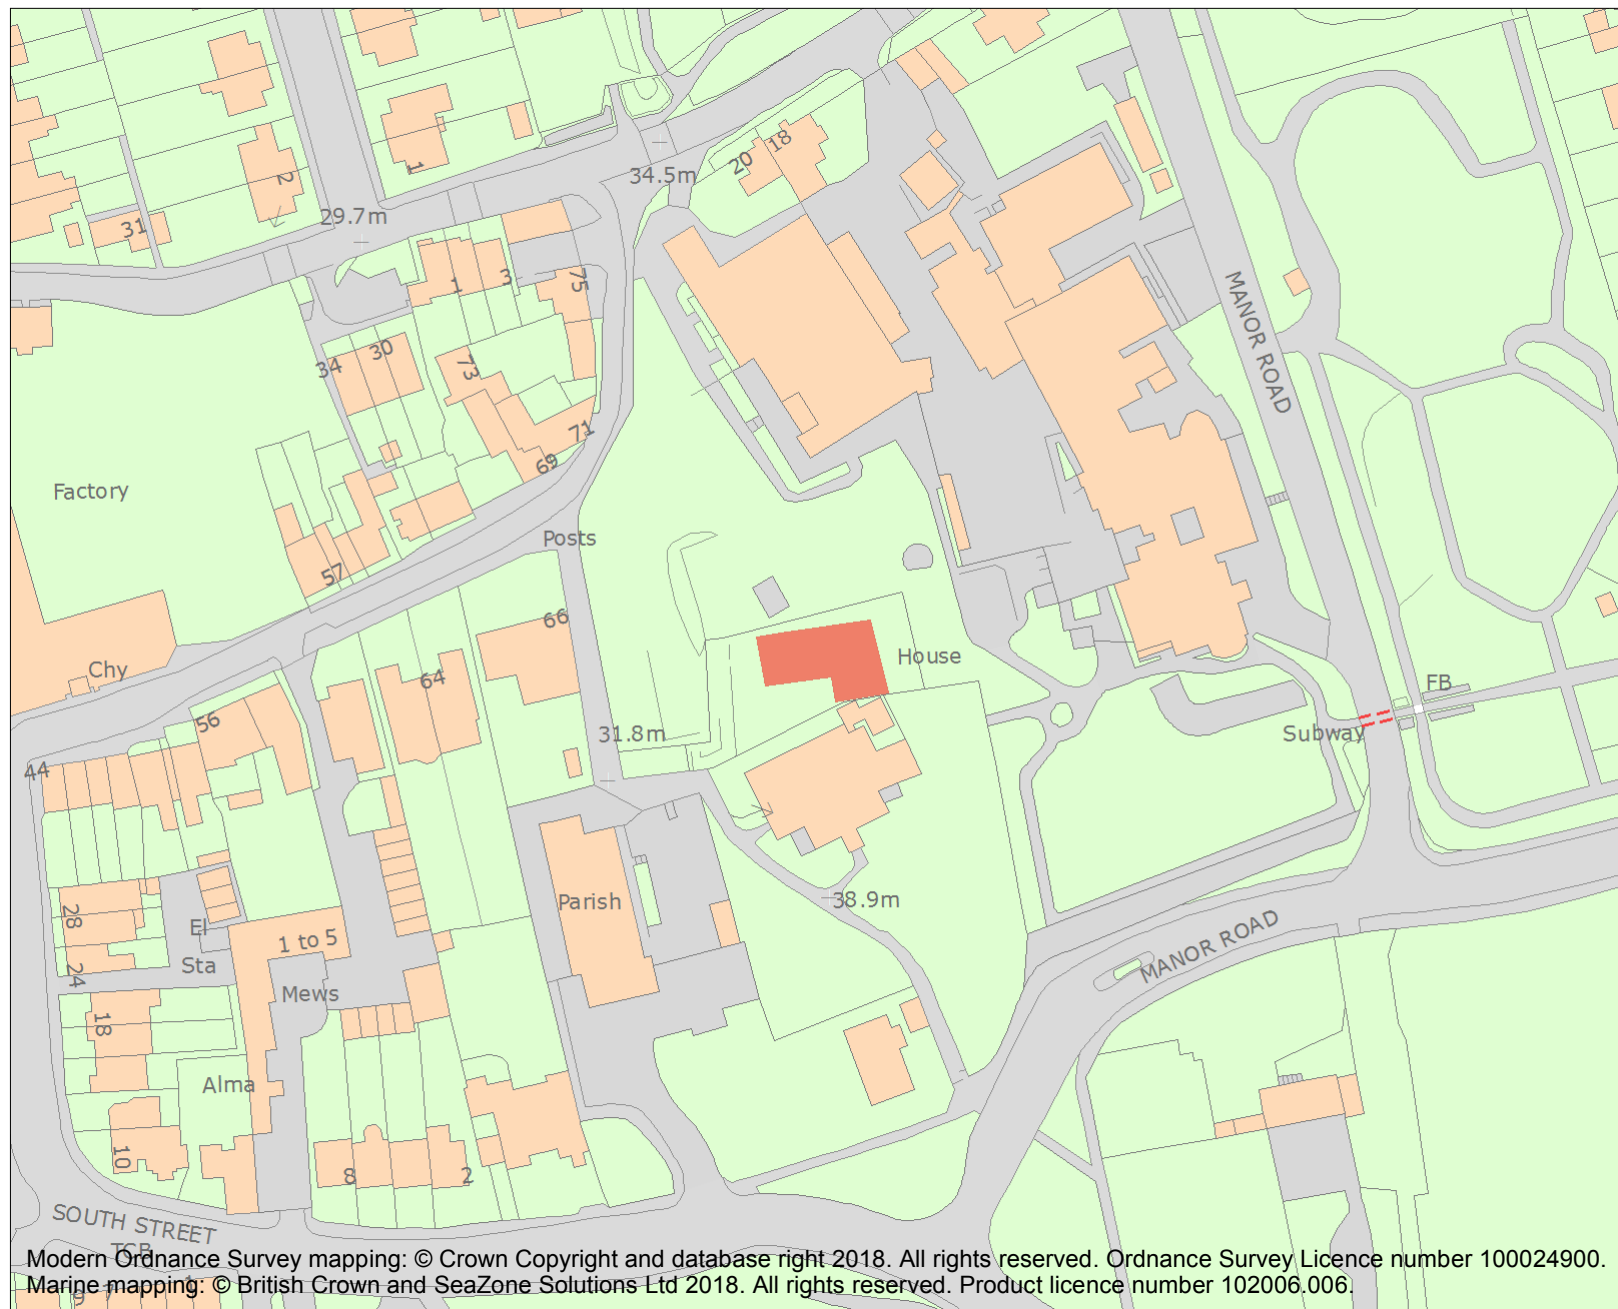 20
18
1
2
34.5m
29.7m
31
75
3
1
MANOR ROAD
30
34
73
71
69
Factory
Posts
57
66
House
Chy
64
FB
56
31.8m
Subway
44
Parish
38.9m
28
El
1 to 5
MANOR ROAD
Sta
24
Mews
18
Alma
10
8
2
SOUTH STREET
TCB
Modern Ordnance Survey mapping: © Crown Copyright and database right 2018. All rights reserved. Ordnance Survey Licence number 100024900.
Marine mapping: © British Crown and SeaZone Solutions Ltd 2018. All rights reserved. Product licence number 102006.006.